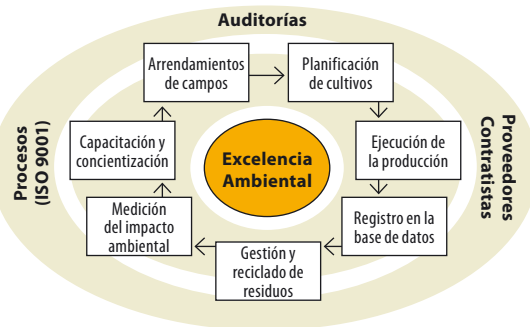 Auditorías
Arrendamientos
de campos
Planificación
de cultivos
Ejecución de
la producción
Registro en la
base de datos
Gestión y
reciclado de
residuos
Medición
del impacto
ambiental
Capacitación y
concientización
Excelencia
Ambiental
Procesos
(ISO 9001)
Proveedores
Contratistas